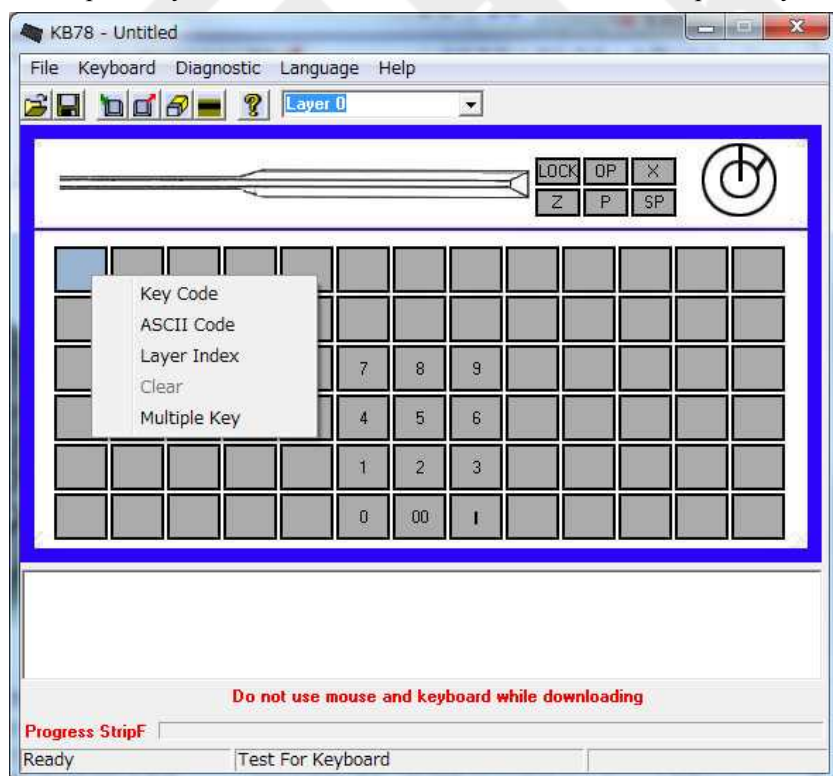 KB78 - Untitled
File Keyboard Diagnostic Language Help
Layer 0
LOCK OP X
Z P SP
Key Code
ASCII Code
Layer Index
Clear
Multiple Key
7 8 9
4 5 6
1 2 3
0 00 .
Do not use mouse and keyboard while downloading
Progress StripF
Ready Test For Keyboard